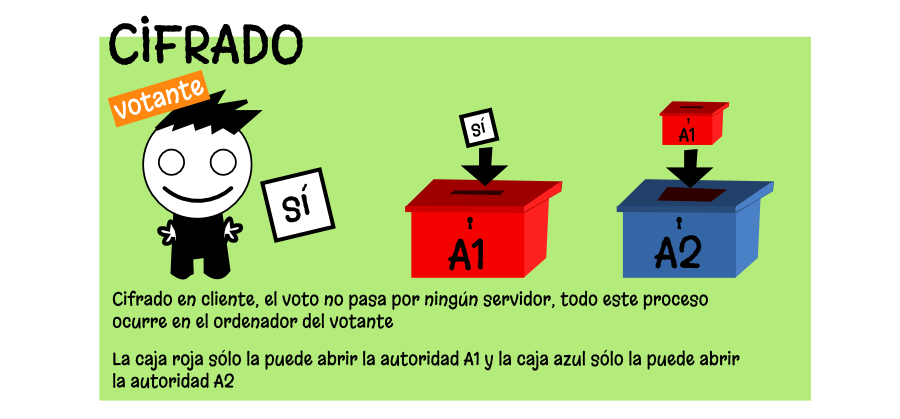 CiFRADO
votante
SÍ
SÍ
A1
A1
A2
Cifrado en cliente, el voto no pasa por ningún servidor, todo este proceso
ocurre en el ordenador del votante
La caja roja sólo la puede abrir la autoridad A1 y la caja azul sólo la puede abrir
la autoridad A2